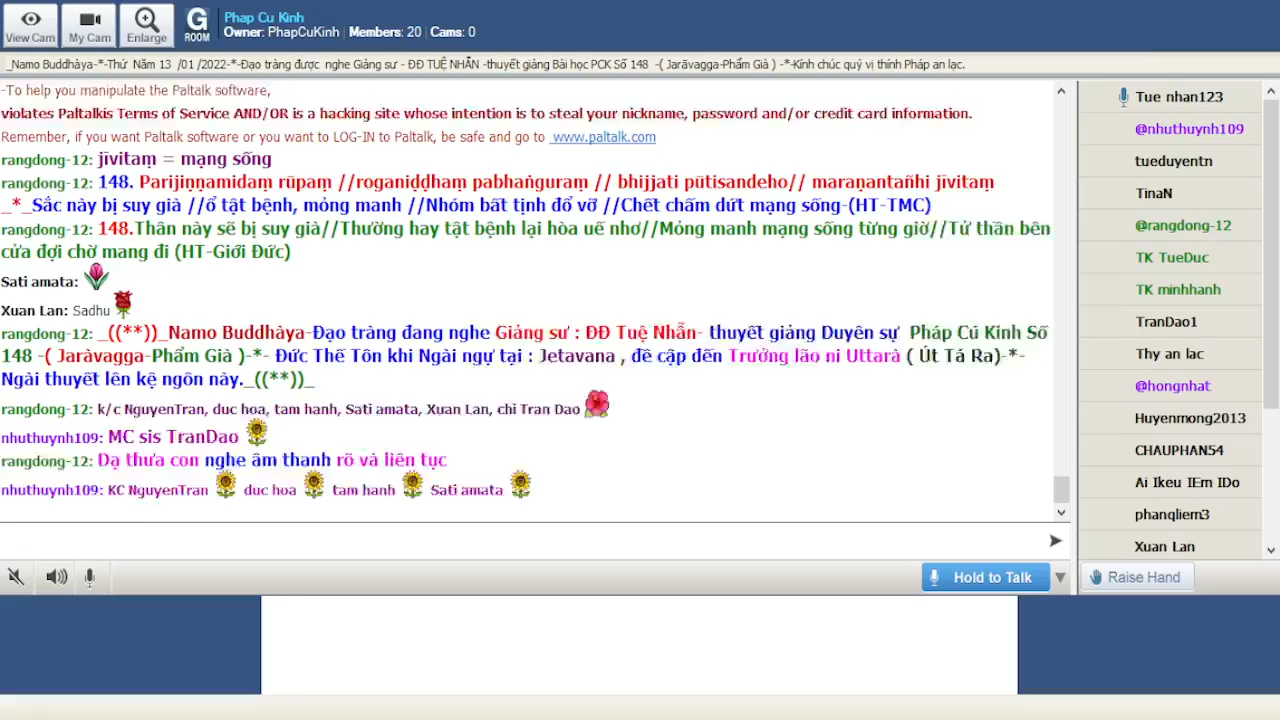 View Cam
My Cam
Enlarge
G
ROOM
Phap Cu Kinh
Owner: PhapCuKinh | Members: 20 | Cams: 0
_Namo Buddhàya-*-Thứ Năm 13 /01 /2022-*-Đạo tràng được nghe Giảng sư - ĐĐ TUỆ NHẪN -thuyết giảng Bài học PCK Số 148 -( Jarāvagga-Phẩm Già ) -*-Kính chúc quý vị thính Pháp an lạc.
-To help you manipulate the Paltalk software,
violates Paltalkis Terms of Service AND/OR is a hacking site whose intention is to steal your nickname, password and/or credit card information.
Remember, if you want Paltalk software or you want to LOG-IN to Paltalk, be safe and go to www.paltalk.com
rangdong-12: jīvitaṃ = mạng sống
rangdong-12: 148. Parijiṇṇamidaṃ rūpaṃ //roganiḍḍhaṃ pabhaṅguraṃ // bhijjati pūtisandeho// maraṇantañhi jīvitaṃ
_*_Sắc này bị suy già //ổ tật bệnh, mỏng manh //Nhóm bất tịnh đổ vỡ //Chết chấm dứt mạng sống-(HT-TMC)
rangdong-12: 148.Thân này sẽ bị suy già//Thường hay tật bệnh lại hòa uế nhơ//Mỏng manh mạng sống từng giờ//Tử thần bên
cửa đợi chờ mang đi (HT-Giới Đức)
Sati amata:
Xuan Lan: Sadhu
rangdong-12: _((**))_Namo Buddhàya-Đạo tràng đang nghe Giảng sư : ĐĐ Tuệ Nhẫn- thuyết giảng Duyên sự Pháp Cú Kinh Số
148 -( Jaràvagga-Phẩm Già )-*- Đức Thế Tôn khi Ngài ngự tại : Jetavana , đề cập đến Trưởng lão ni Uttarà ( Út Tá Ra)-*-
Ngài thuyết lên kệ ngôn này._((**))_
rangdong-12: k/c NguyenTran, duc hoa, tam hanh, Sati amata, Xuan Lan, chi Tran Dao
nhuthuynh109: MC sis TranDao
rangdong-12: Dạ thưa con nghe âm thanh rõ và liên tục
nhuthuynh109: KC NguyenTran duc hoa tam hanh Sati amata
Hold to Talk
Tue nhan123
@nhuthuynh109
tueduyentn
TinaN
@rangdong-12
TK TueDuc
TK minhhanh
TranDao1
Thy an lac
@hongnhat
Huyenmong2013
CHAUPHAN54
Ai Ikeu IEm IDo
phanqliem3
Xuan Lan
Raise Hand